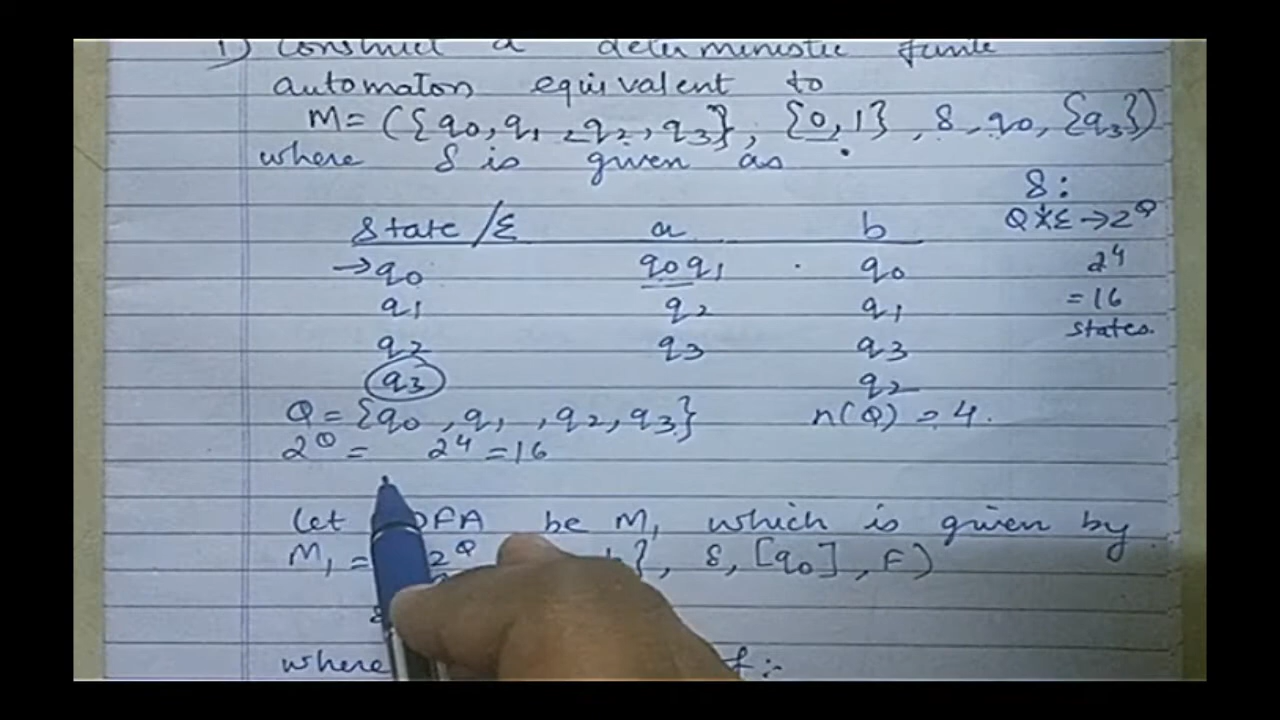 1) Construct a deterministic finite
automaton equivalent to
M= ({q0, q1, q2, q3}, {0, 1}, δ, q0, {q3})
where δ is given as
δ:
State/Σ a b Q×Σ→2^Q
→q0 q0q1 q0 2^4
q1 q2 q1 =16
states.
q2 q3 q3
q3 q2
Q = {q0, q1, q2, q3} n(Q) = 4.
2^Q = 2^4 = 16
Let DFA be M1 which is given by
M1 = 2^Q }, δ, [q0], F)
where